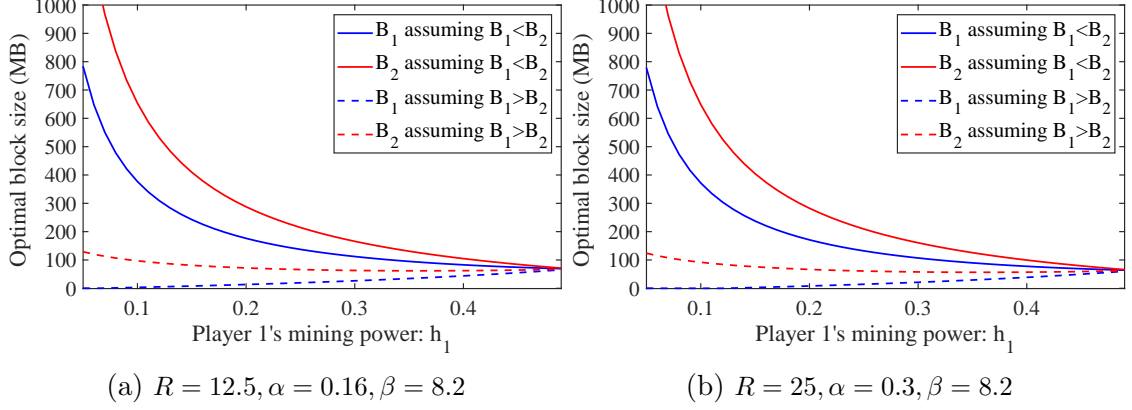 1000
900
800
700
600
500
400
300
200
100
0
Optimal block size (MB)
B1 assuming B1<B2
B2 assuming B1<B2
B1 assuming B1>B2
B2 assuming B1>B2
0.1 0.2 0.3 0.4
Player 1's mining power: h1
(a) R = 12.5, α = 0.16, β = 8.2
1000
900
800
700
600
500
400
300
200
100
0
Optimal block size (MB)
B1 assuming B1<B2
B2 assuming B1<B2
B1 assuming B1>B2
B2 assuming B1>B2
0.1 0.2 0.3 0.4
Player 1's mining power: h1
(b) R = 25, α = 0.3, β = 8.2